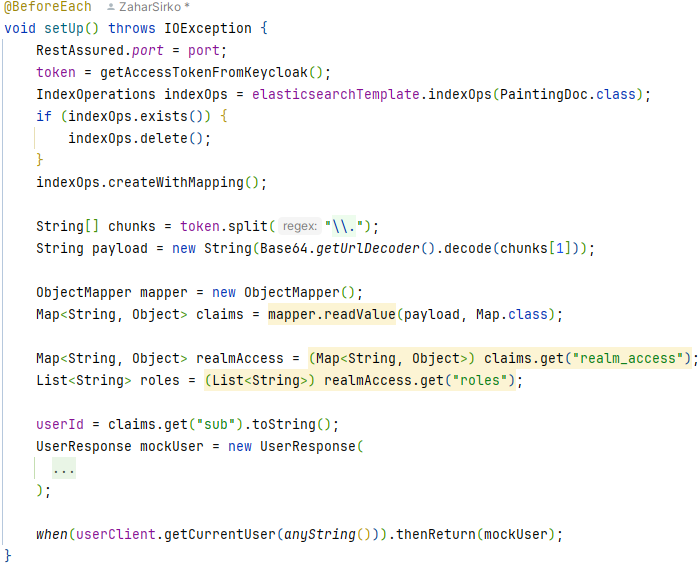 @BeforeEach ZaharSirko *
void setUp() throws IOException {
    RestAssured.port = port;
    token = getAccessTokenFromKeycloak();
    IndexOperations indexOps = elasticsearchTemplate.indexOps(PaintingDoc.class);
    if (indexOps.exists()) {
        indexOps.delete();
    }
    indexOps.createWithMapping();
    String[] chunks = token.split( regex: "\\.");
    String payload = new String(Base64.getUrlDecoder().decode(chunks[1]));
    ObjectMapper mapper = new ObjectMapper();
    Map<String, Object> claims = mapper.readValue(payload, Map.class);
    Map<String, Object> realmAccess = (Map<String, Object>) claims.get("realm_access");
    List<String> roles = (List<String>) realmAccess.get("roles");
    userId = claims.get("sub").toString();
    UserResponse mockUser = new UserResponse(
        ...
    );
    when(userClient.getCurrentUser(anyString())).thenReturn(mockUser);
}